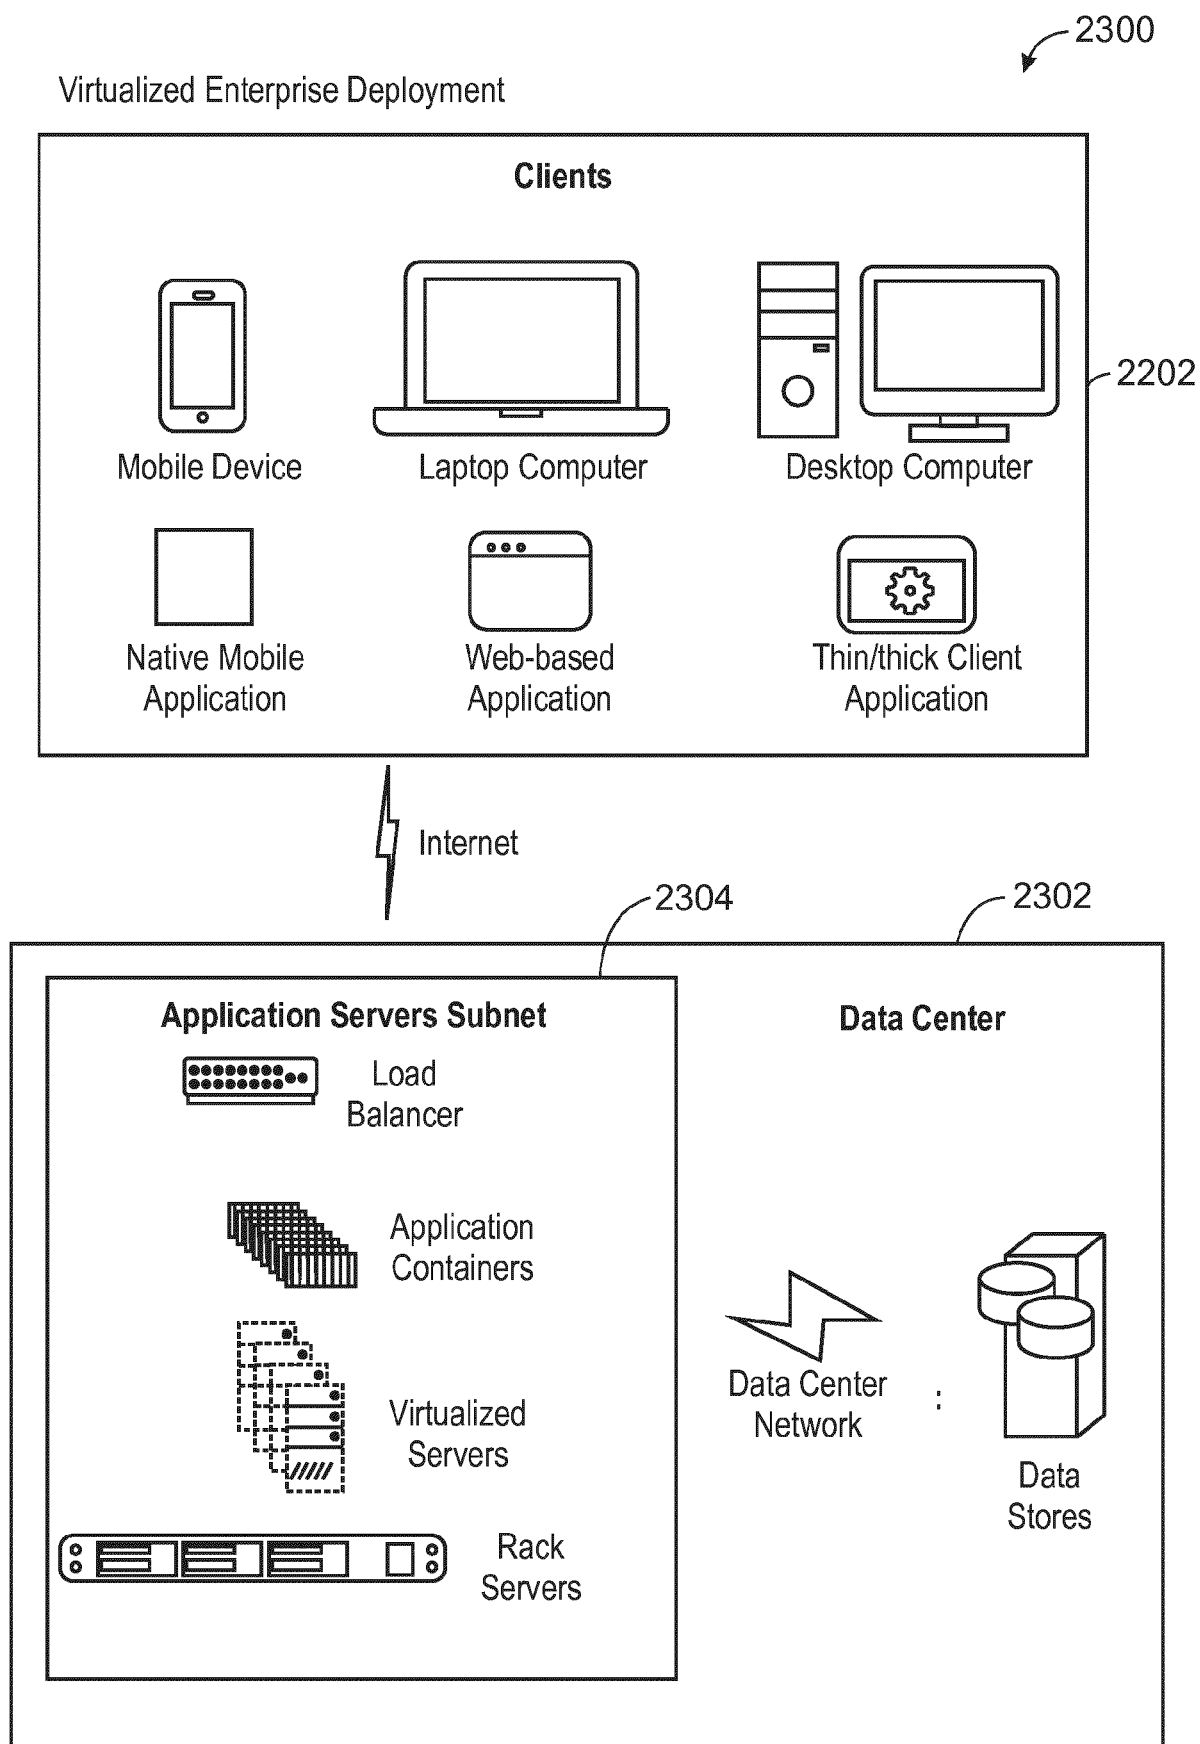 2300
Virtualized Enterprise Deployment
Clients
2202
Mobile Device
Laptop Computer
Desktop Computer
Native Mobile
Application
Web-based
Application
Thin/thick Client
Application
Internet
2304
2302
Application Servers Subnet
Data Center
Load
Balancer
Application
Containers
Virtualized
Servers
Data Center
Network
:
Data
Stores
Rack
Servers